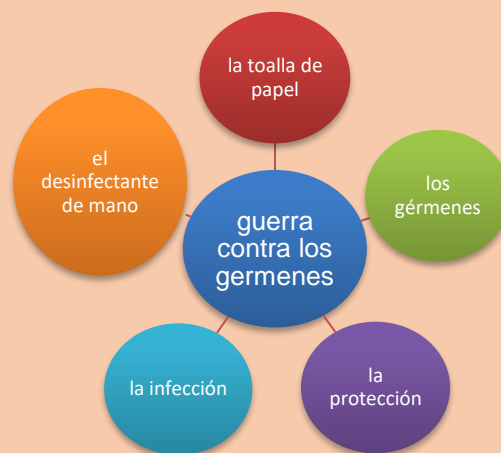 la toalla de
papel
el
desinfectante
de mano
los
gérmenes
guerra
contra los
germenes
la infección
la
protección